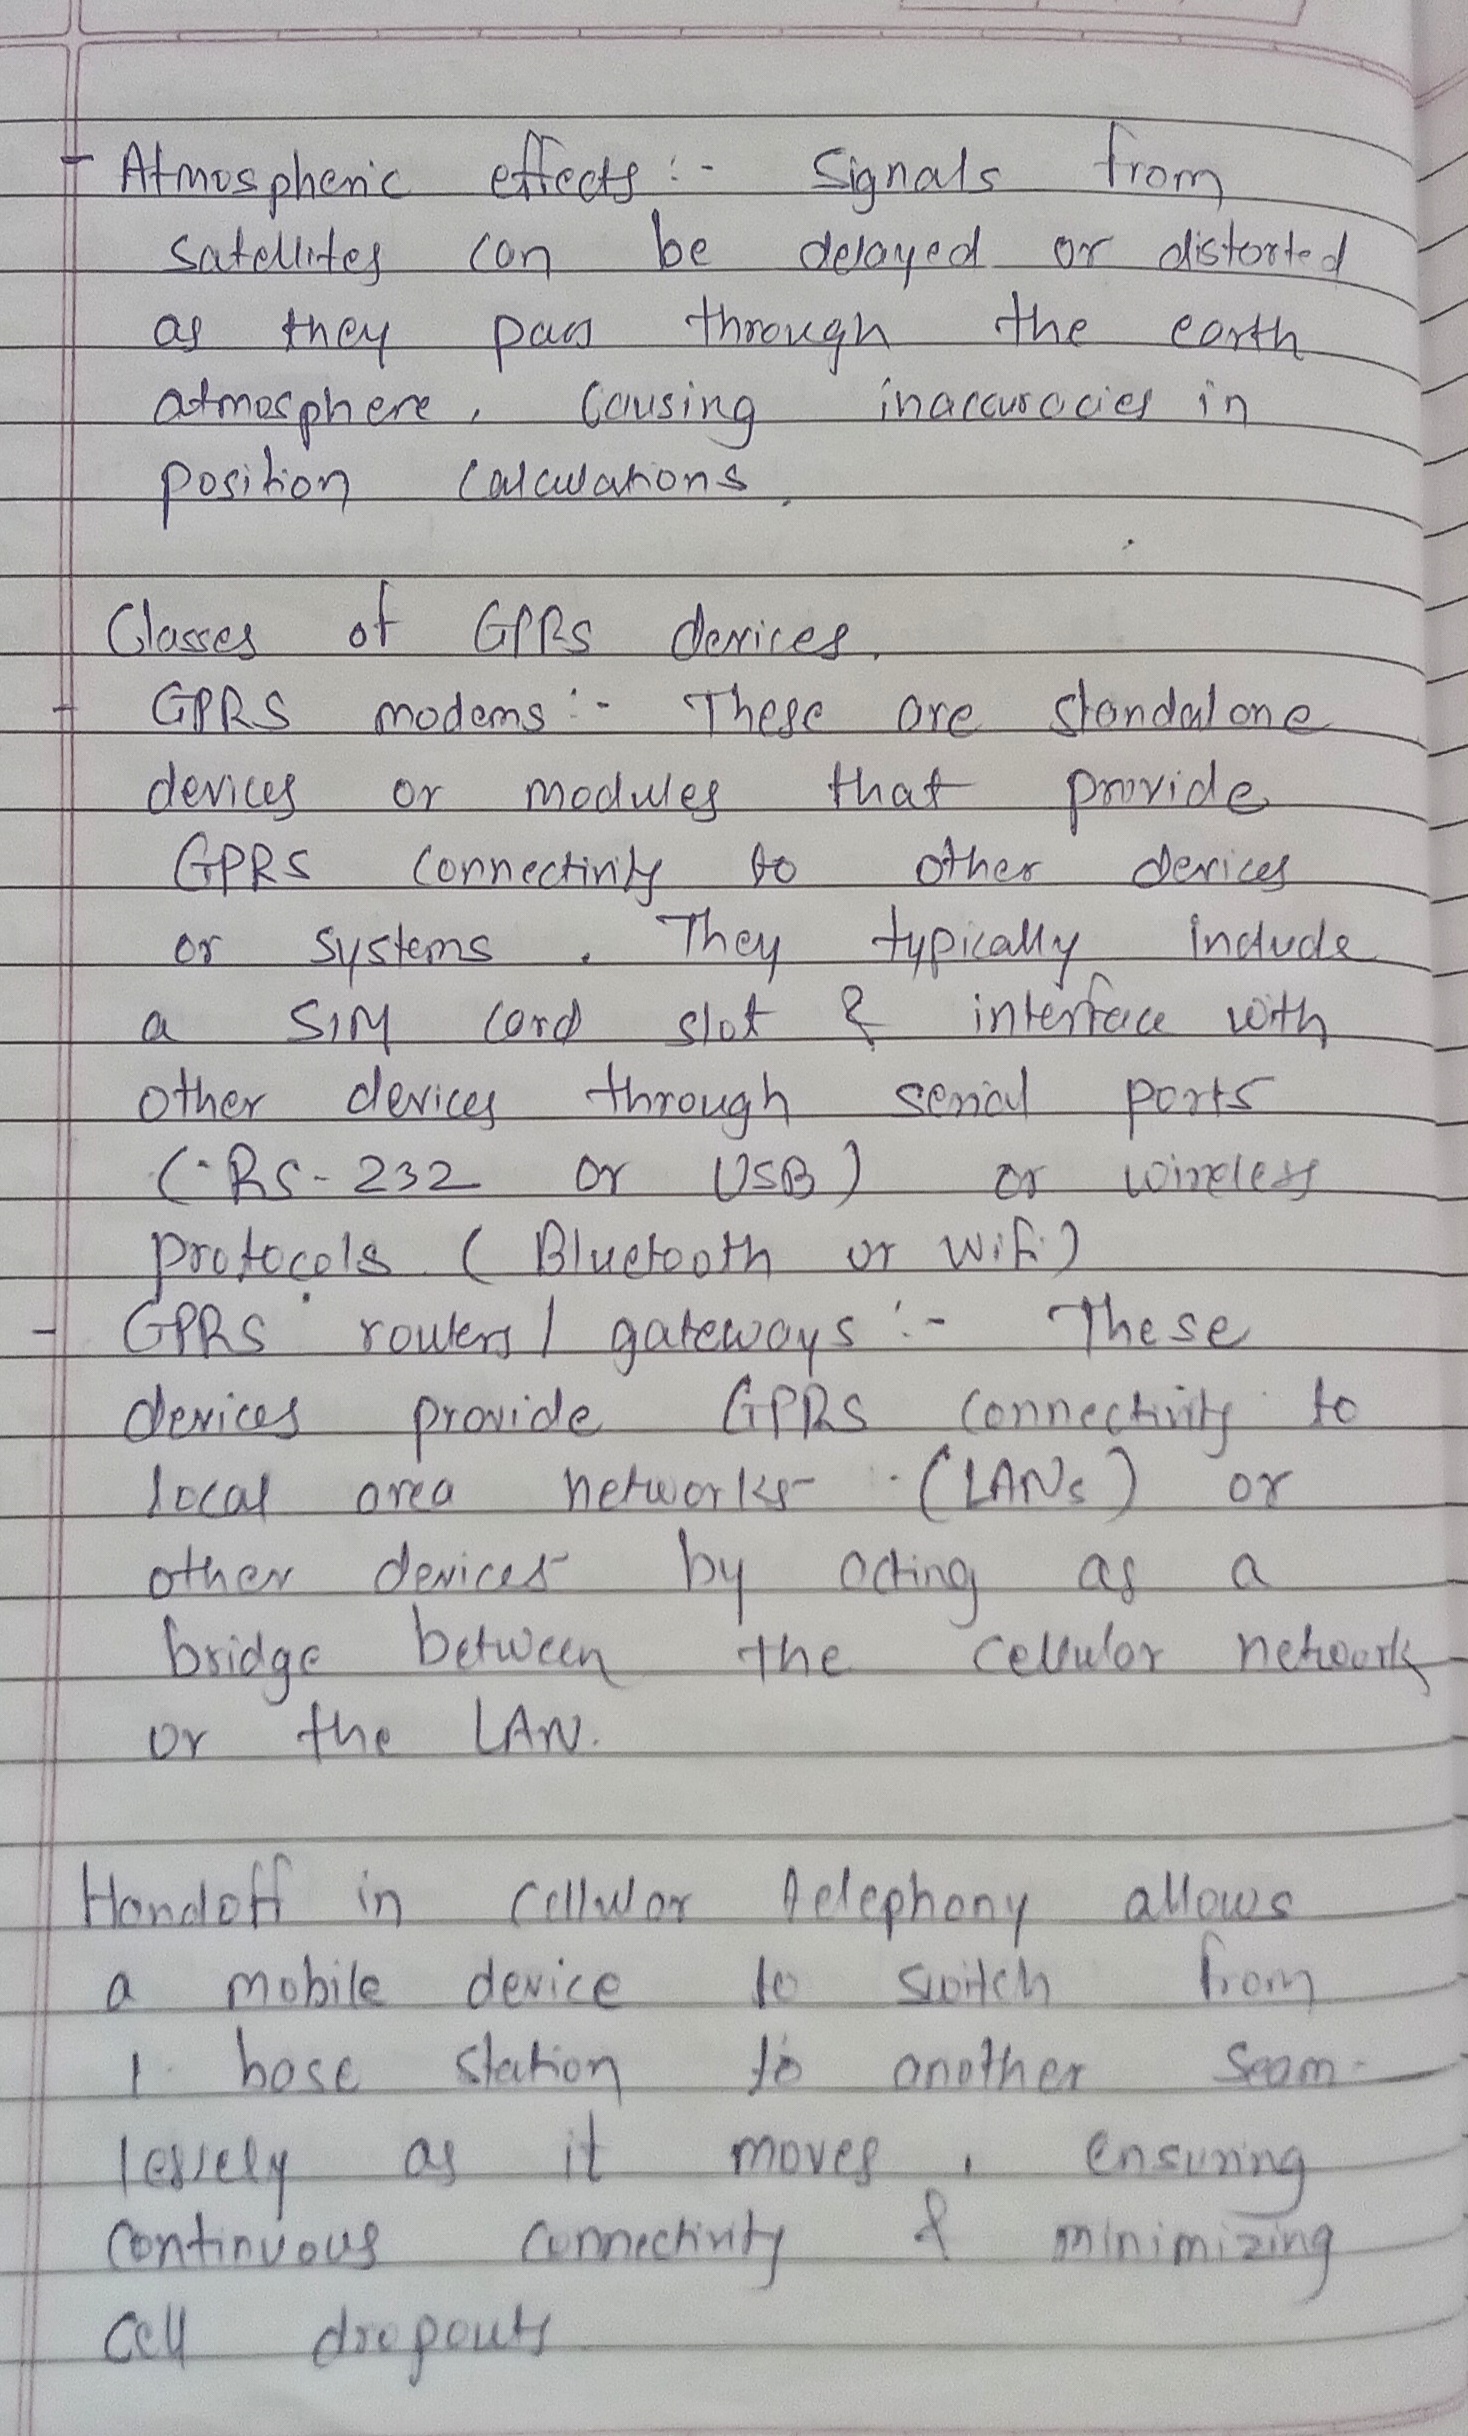 - Atmospheric effects :- Signals from
satellites can be delayed or distorted
as they pass through the earth
atmosphere, causing inaccuracies in
position calculations.
Classes of GPRS devices.
- GPRS modems :- These are standalone
devices or modules that provide
GPRS connectivity to other devices
or systems. They typically include
a SIM card slot & interface with
other devices through serial ports
(RS-232 or USB) or wireless
protocols (Bluetooth or Wifi)
- GPRS routers / gateways :- These
devices provide GPRS connectivity to
local area networks (LANs) or
other devices by acting as a
bridge between the cellular network
or the LAN.
Handoff in cellular telephony allows
a mobile device to switch from
1 base station to another seam-
lessely as it moves, ensuring
continuous connectivity & minimizing
cell dropouts